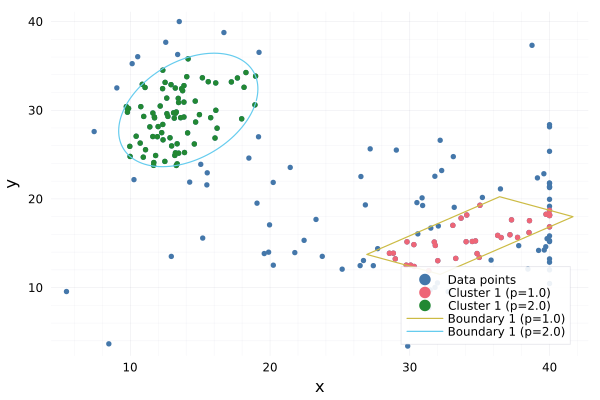 40
30
20
10
y
10
20
30
40
x
Data points
Cluster 1 (p=1.0)
Cluster 1 (p=2.0)
Boundary 1 (p=1.0)
Boundary 1 (p=2.0)